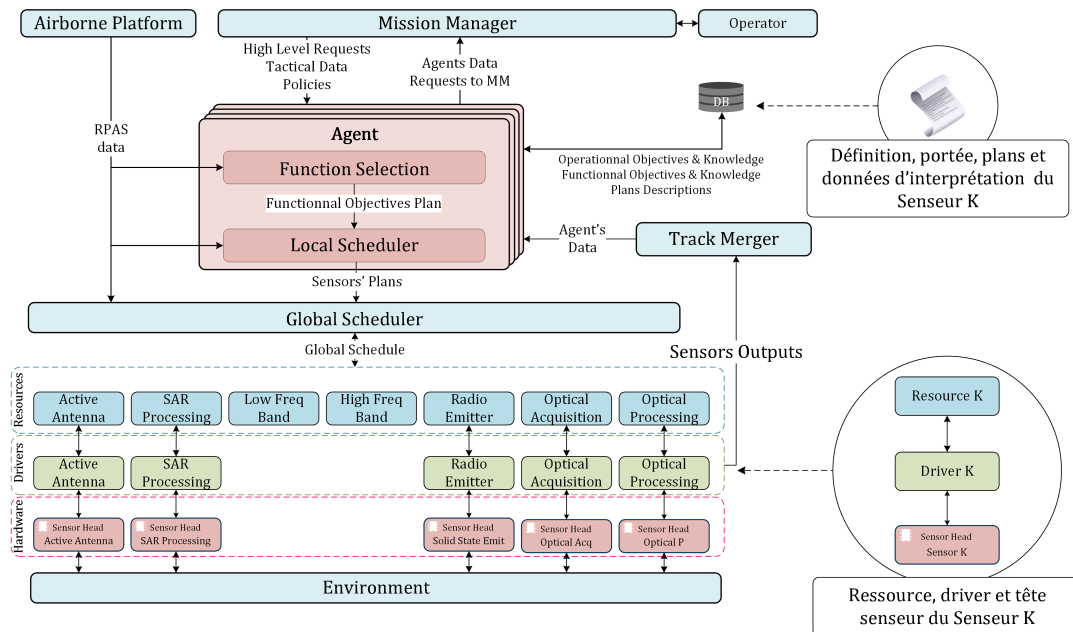 Airborne Platform
Mission Manager
Operator
High Level Requests
Tactical Data
Policies
Agents Data
Requests to MM
DB
RPAS
data
Agent
Function Selection
Functionnal Objectives Plan
Local Scheduler
Operationnal Objectives & Knowledge
Functionnal Objectives & Knowledge
Plans Descriptions
Définition, portée, plans et
données d'interprétation du
Senseur K
Agent's
Data
Track Merger
Sensors' Plans
Global Scheduler
Global Schedule
Sensors Outputs
Resources
Active
Antenna
SAR
Processing
Low Freq
Band
High Freq
Band
Radio
Emitter
Optical
Acquisition
Optical
Processing
Drivers
Active
Antenna
SAR
Processing
Radio
Emitter
Optical
Acquisition
Optical
Processing
Hardware
Sensor Head
Active Antenna
Sensor Head
SAR Processing
Sensor Head
Solid State Emit
Sensor Head
Optical Acq
Sensor Head
Optical P
Environment
Resource K
Driver K
Sensor Head
Sensor K
Ressource, driver et tête
senseur du Senseur K